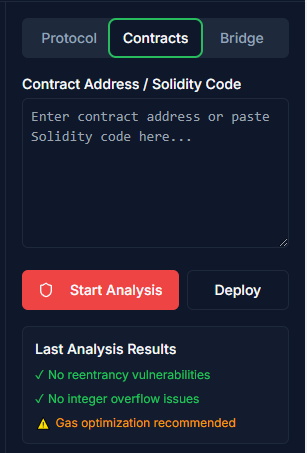 Protocol Contracts Bridge
Contract Address / Solidity Code
Enter contract address or paste
Solidity code here...
Start Analysis Deploy
Last Analysis Results
✓ No reentrancy vulnerabilities
✓ No integer overflow issues
⚠ Gas optimization recommended